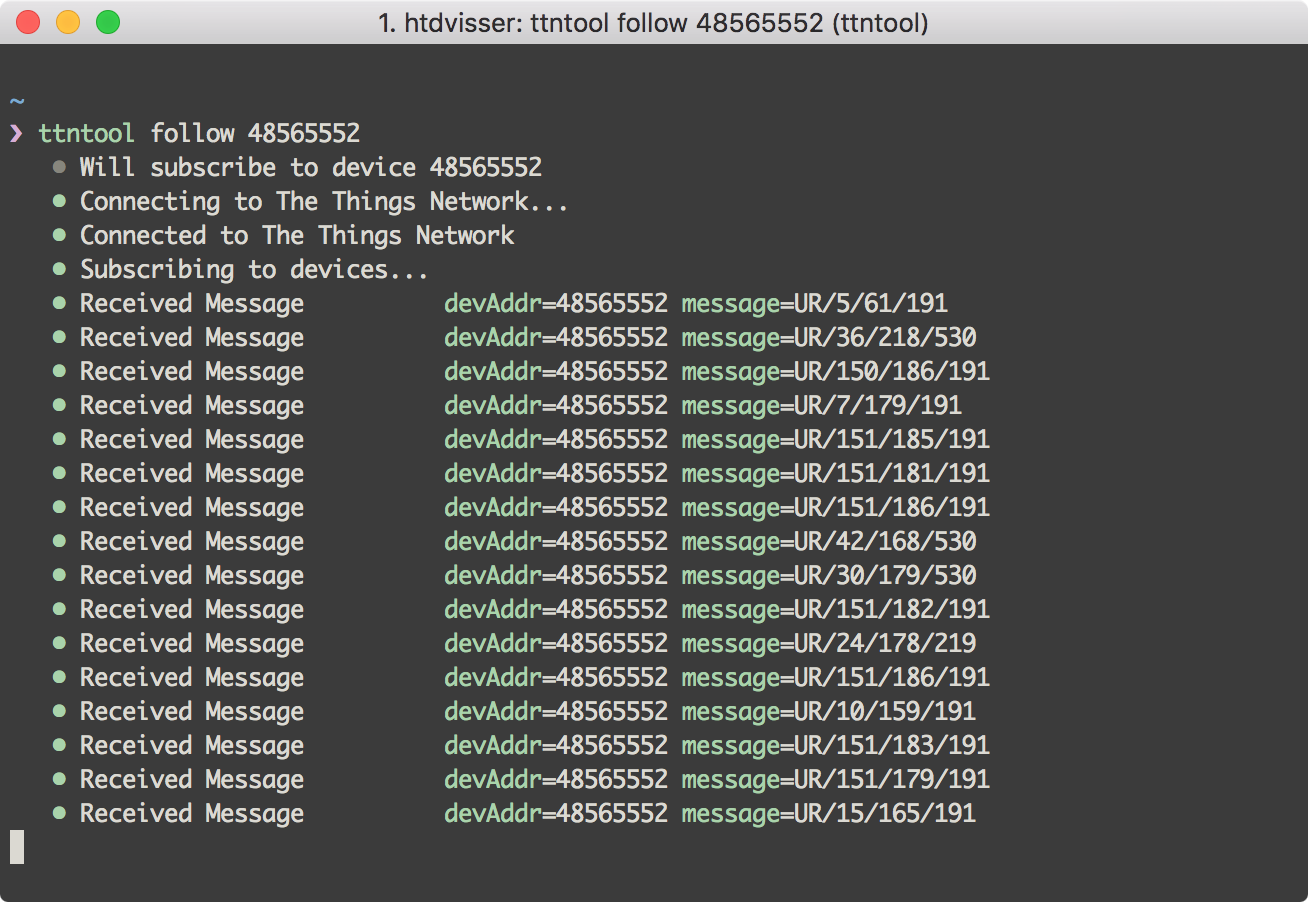 1. htdvisser: ttntool follow 48565552 (ttntool)
~
❯ ttntool follow 48565552
● Will subscribe to device 48565552
● Connecting to The Things Network...
● Connected to The Things Network
● Subscribing to devices...
● Received Message devAddr=48565552 message=UR/5/61/191
● Received Message devAddr=48565552 message=UR/36/218/530
● Received Message devAddr=48565552 message=UR/150/186/191
● Received Message devAddr=48565552 message=UR/7/179/191
● Received Message devAddr=48565552 message=UR/151/185/191
● Received Message devAddr=48565552 message=UR/151/181/191
● Received Message devAddr=48565552 message=UR/151/186/191
● Received Message devAddr=48565552 message=UR/42/168/530
● Received Message devAddr=48565552 message=UR/30/179/530
● Received Message devAddr=48565552 message=UR/151/182/191
● Received Message devAddr=48565552 message=UR/24/178/219
● Received Message devAddr=48565552 message=UR/151/186/191
● Received Message devAddr=48565552 message=UR/10/159/191
● Received Message devAddr=48565552 message=UR/151/183/191
● Received Message devAddr=48565552 message=UR/151/179/191
● Received Message devAddr=48565552 message=UR/15/165/191